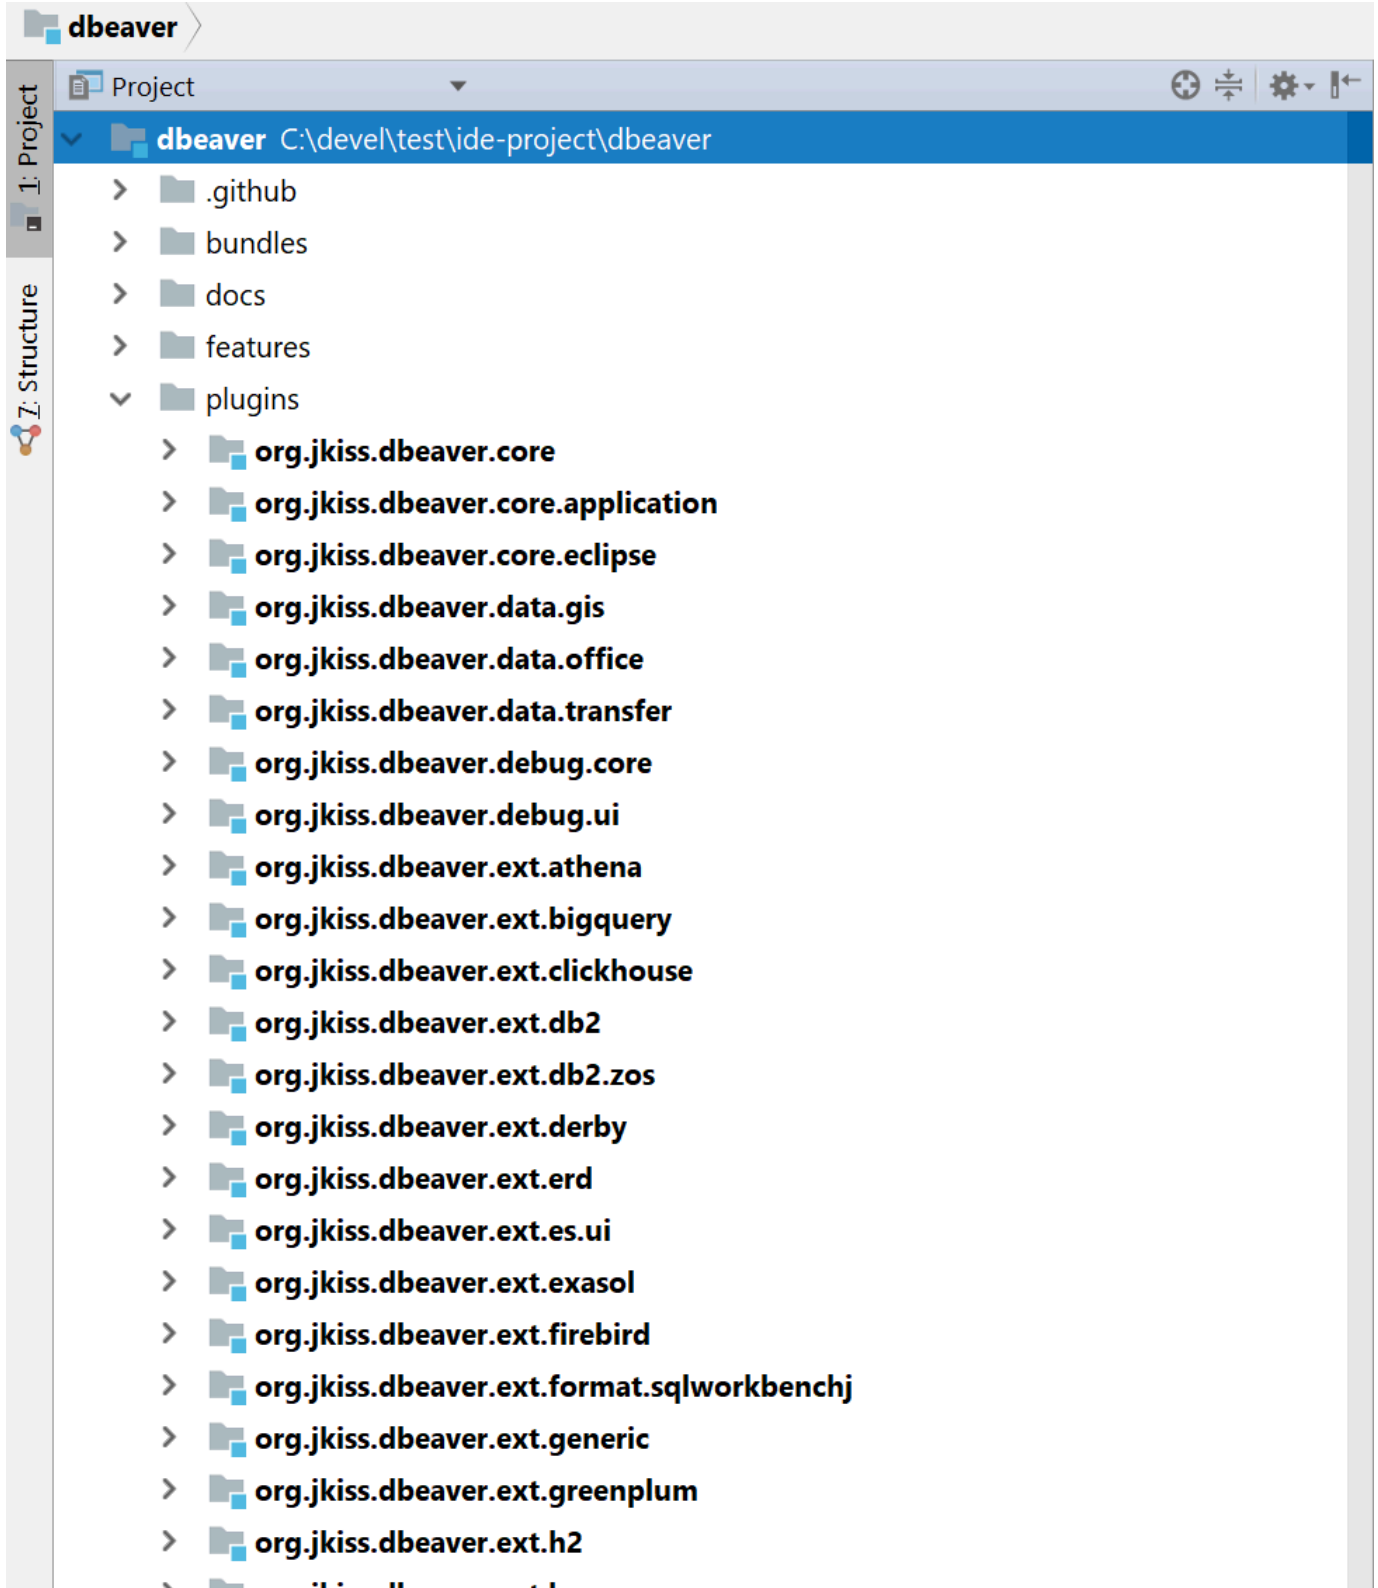 dbeaver
Project
1: Project
7: Structure
dbeaver C:\devel\test\ide-project\dbeaver
.github
bundles
docs
features
plugins
org.jkiss.dbeaver.core
org.jkiss.dbeaver.core.application
org.jkiss.dbeaver.core.eclipse
org.jkiss.dbeaver.data.gis
org.jkiss.dbeaver.data.office
org.jkiss.dbeaver.data.transfer
org.jkiss.dbeaver.debug.core
org.jkiss.dbeaver.debug.ui
org.jkiss.dbeaver.ext.athena
org.jkiss.dbeaver.ext.bigquery
org.jkiss.dbeaver.ext.clickhouse
org.jkiss.dbeaver.ext.db2
org.jkiss.dbeaver.ext.db2.zos
org.jkiss.dbeaver.ext.derby
org.jkiss.dbeaver.ext.erd
org.jkiss.dbeaver.ext.es.ui
org.jkiss.dbeaver.ext.exasol
org.jkiss.dbeaver.ext.firebird
org.jkiss.dbeaver.ext.format.sqlworkbenchj
org.jkiss.dbeaver.ext.generic
org.jkiss.dbeaver.ext.greenplum
org.jkiss.dbeaver.ext.h2